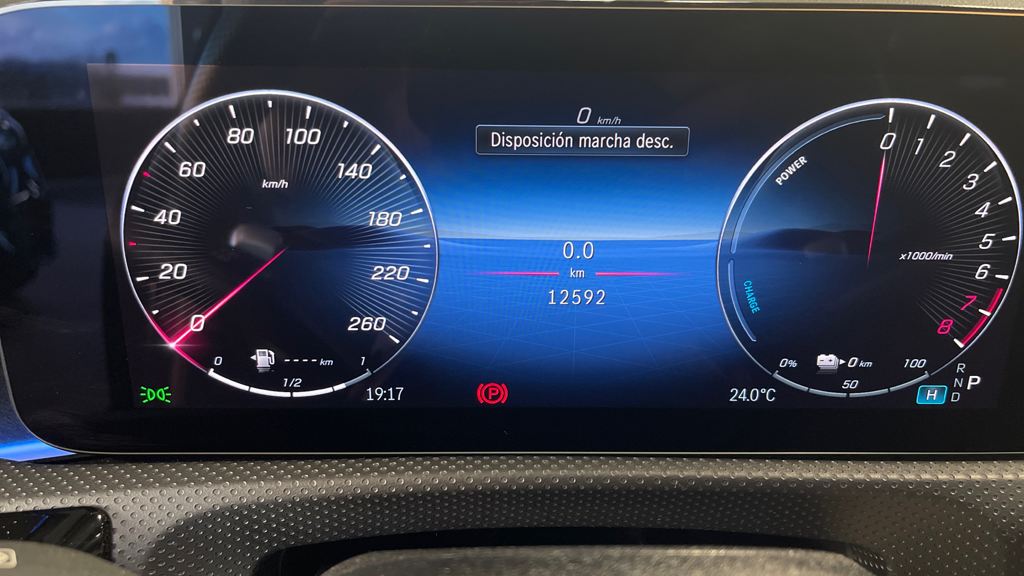 0 km/h
Disposición marcha desc.
0
20
40
60
80
100
140
180
220
260
km/h
0 1/2 1
---- km
19:17
0.0
km
12592
P
POWER
CHARGE
0
1
2
3
4
5
6
7
8
x1000/min
0% 50 100
0 km
24.0°C
H
R
N
D
P